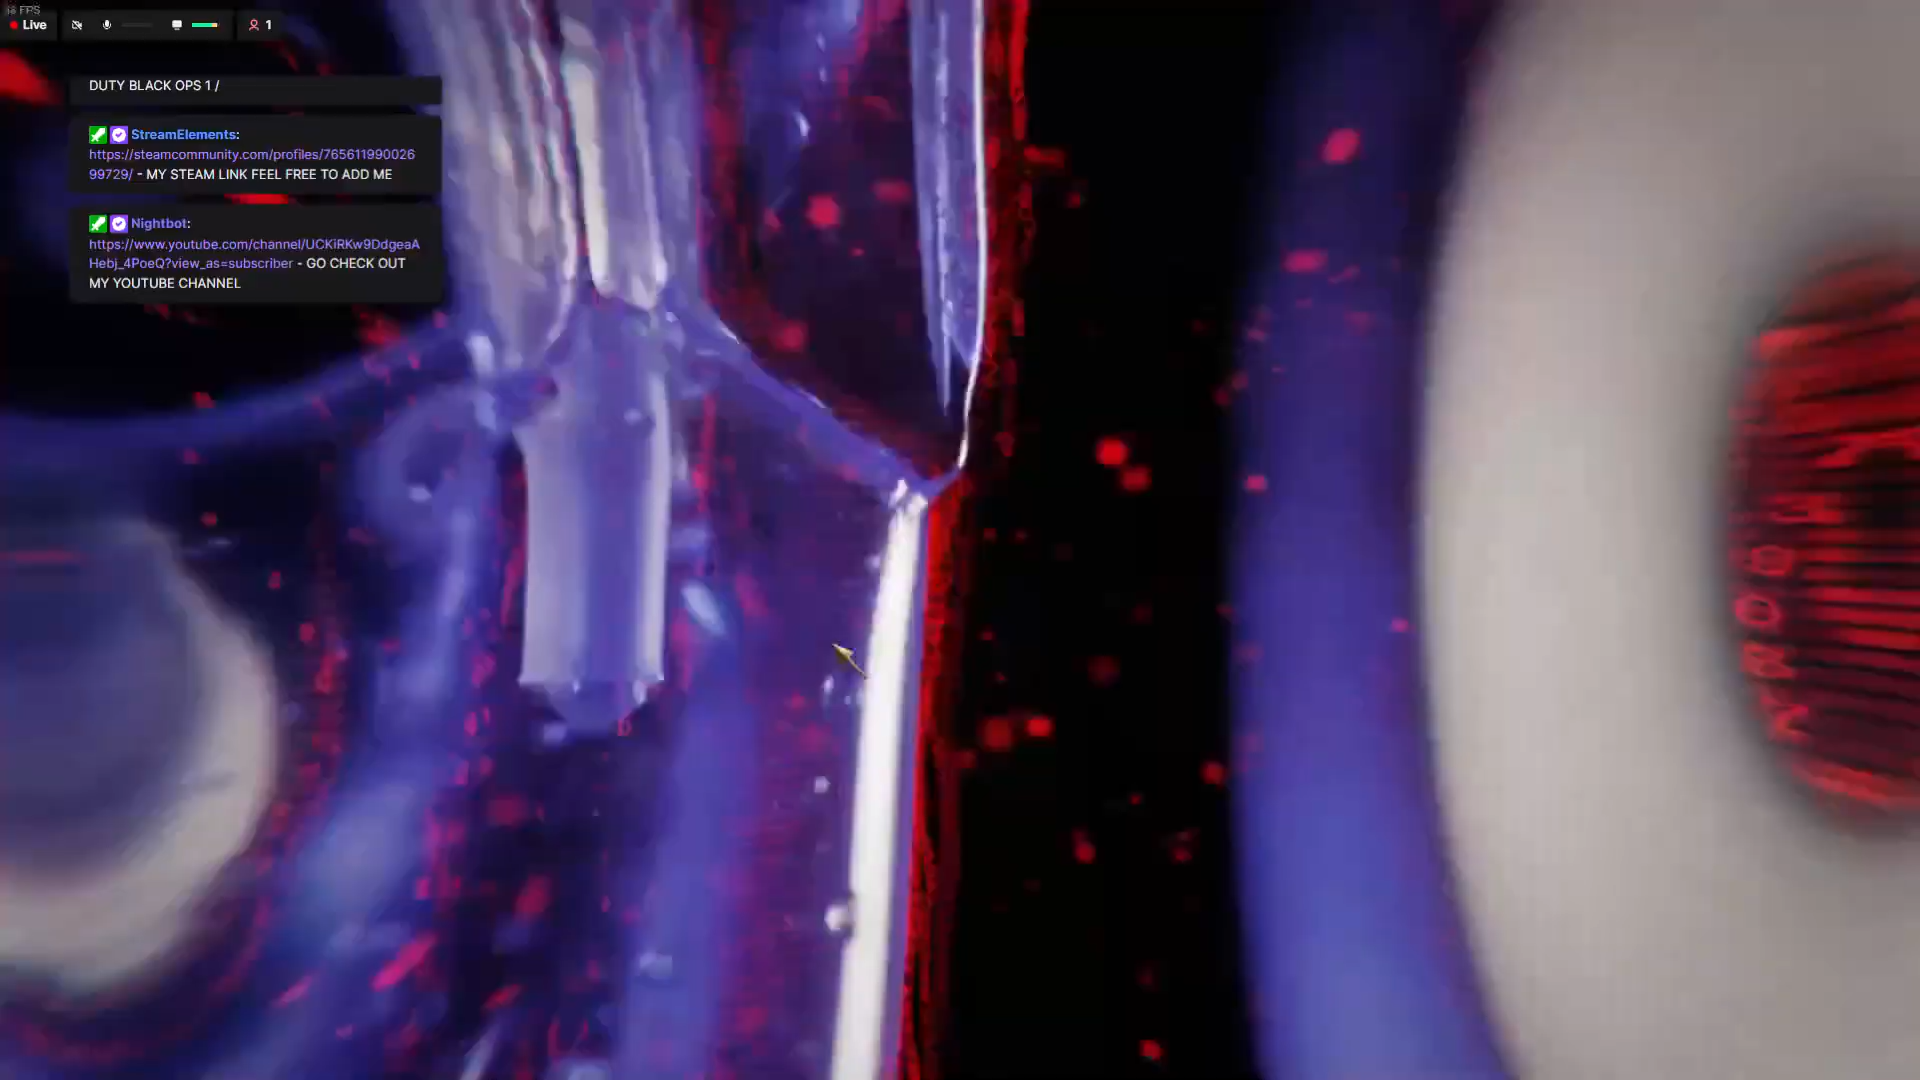 FPS
Live
1
DUTY BLACK OPS 1 /
StreamElements:
https://steamcommunity.com/profiles/765611990026
99729/ - MY STEAM LINK FEEL FREE TO ADD ME
Nightbot:
https://www.youtube.com/channel/UCKiRKw9DdgeaA
Hebj_4PoeQ?view_as=subscriber - GO CHECK OUT
MY YOUTUBE CHANNEL